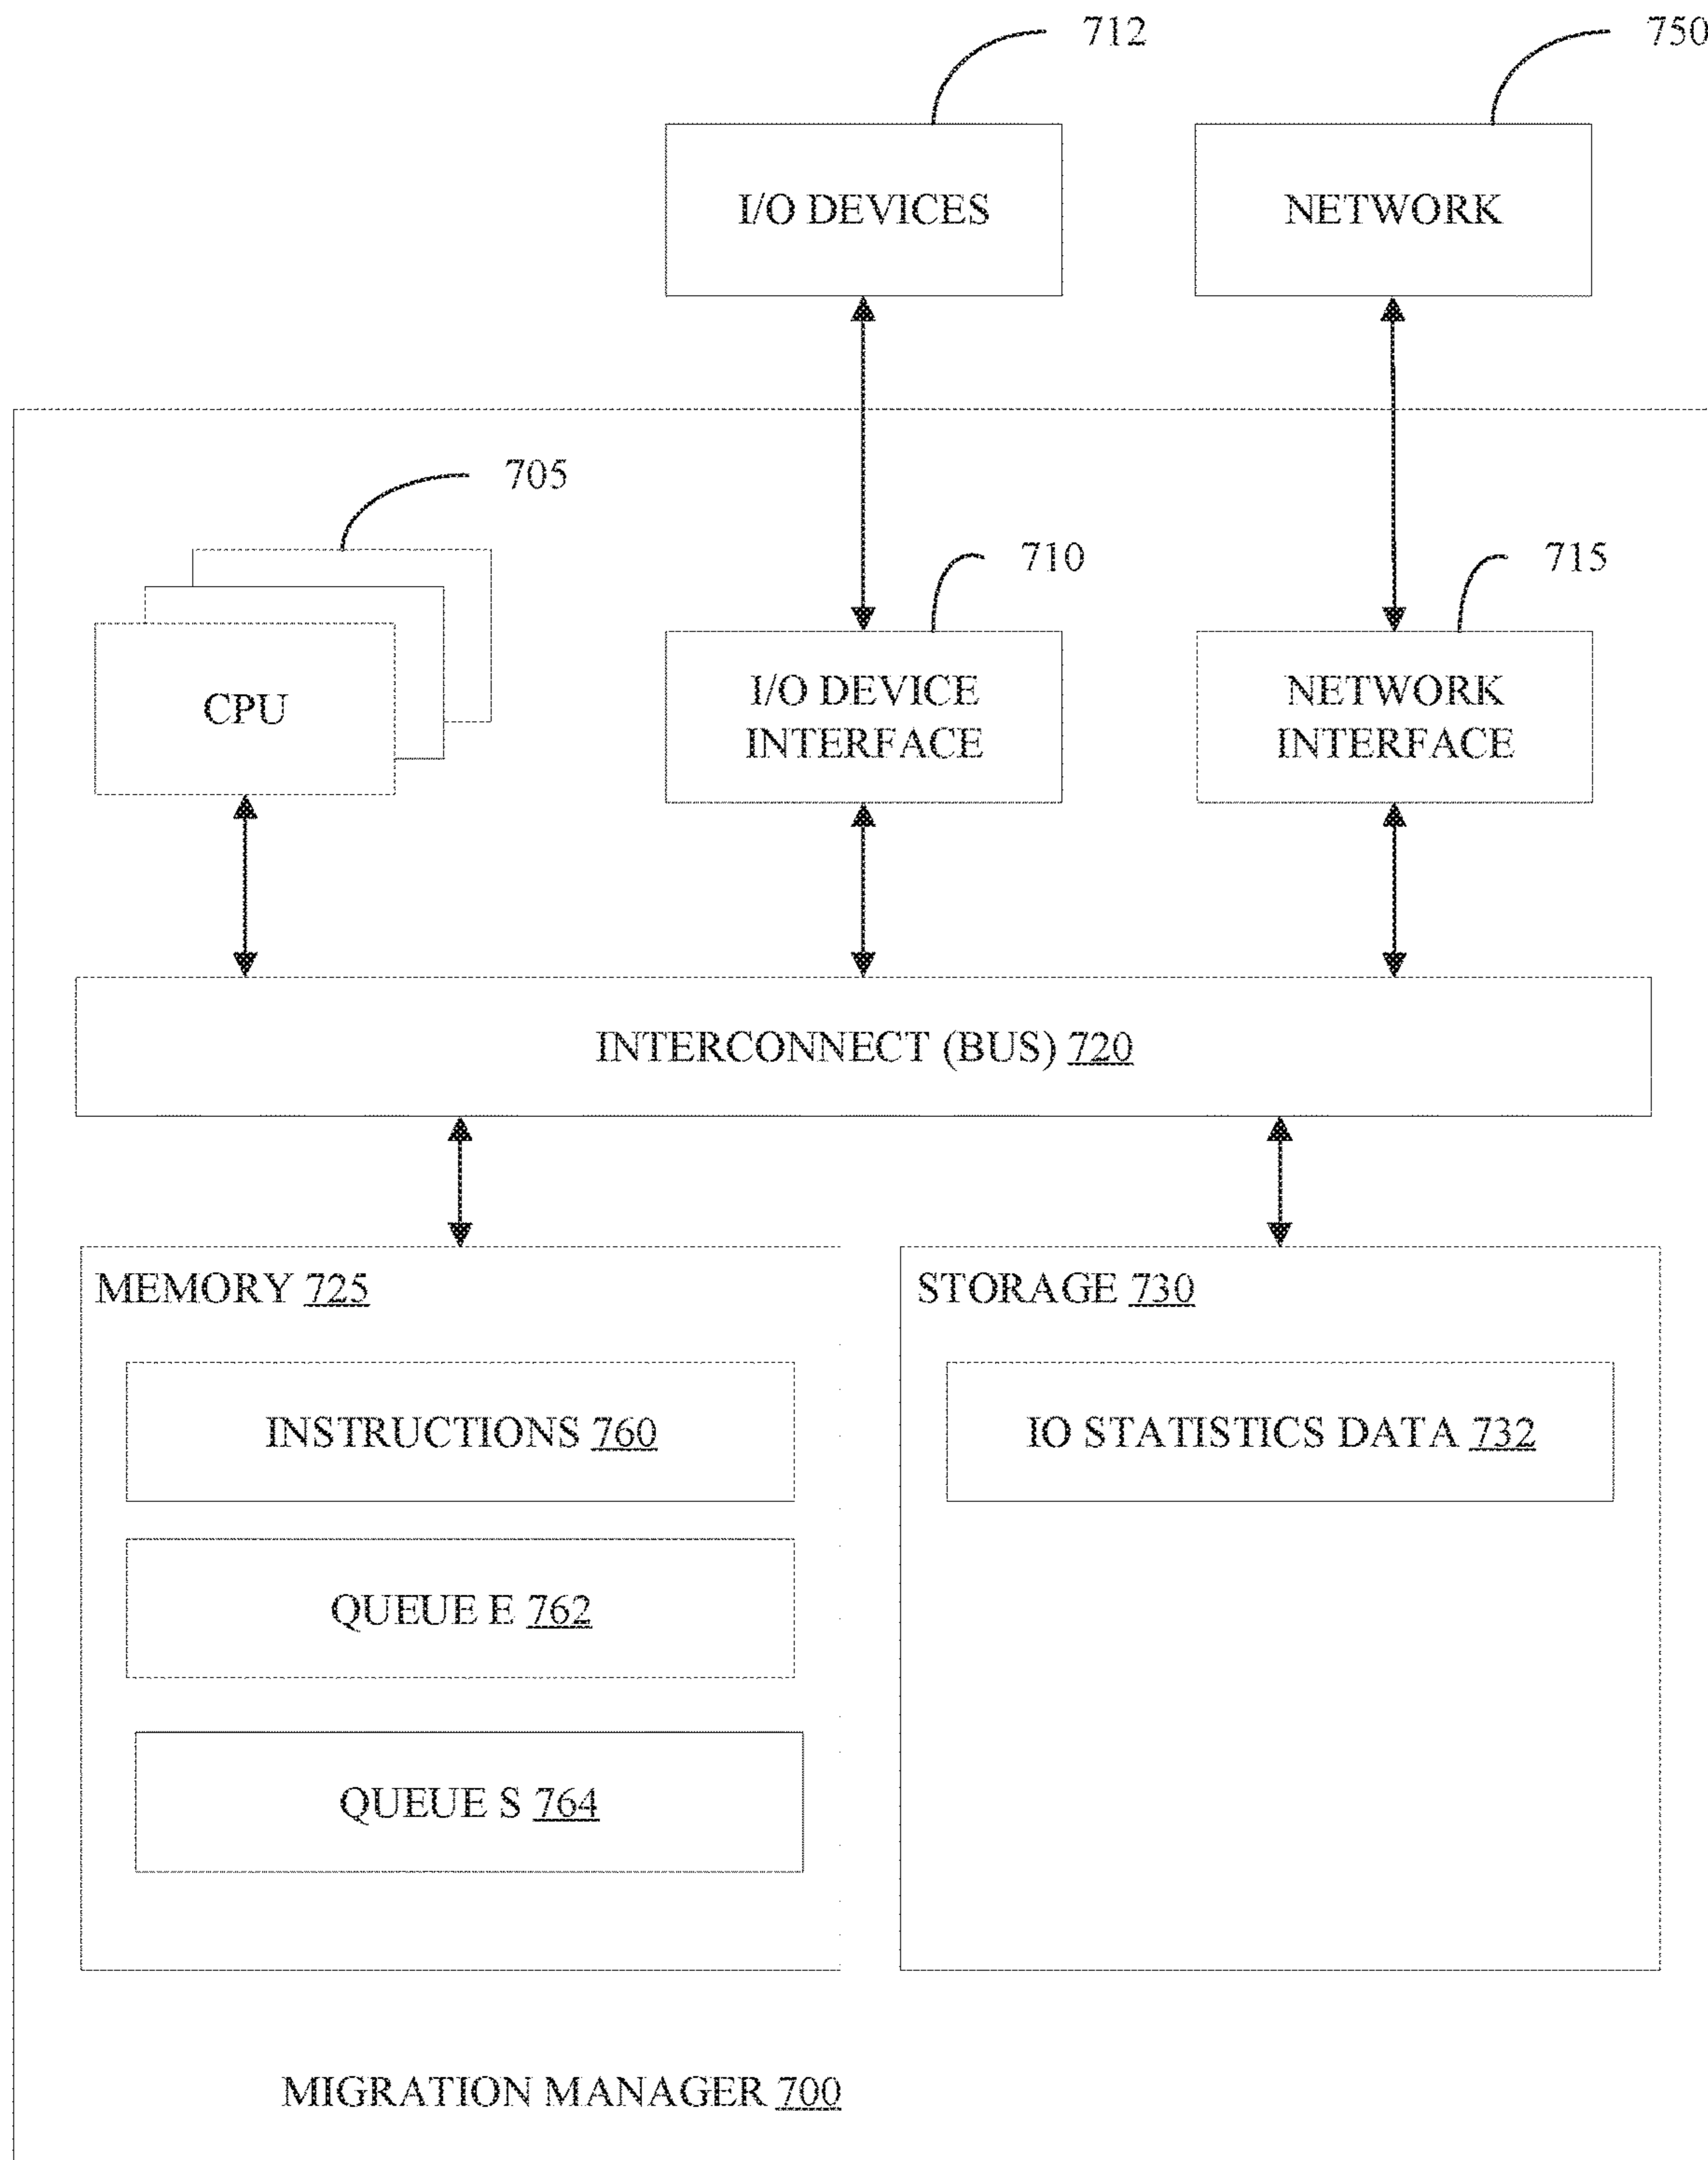 712
750
I/O DEVICES
NETWORK
705
710
715
CPU
I/O DEVICE
INTERFACE
NETWORK
INTERFACE
INTERCONNECT (BUS) 720
MEMORY 725
INSTRUCTIONS 760
QUEUE E 762
QUEUE S 764
STORAGE 730
IO STATISTICS DATA 732
MIGRATION MANAGER 700